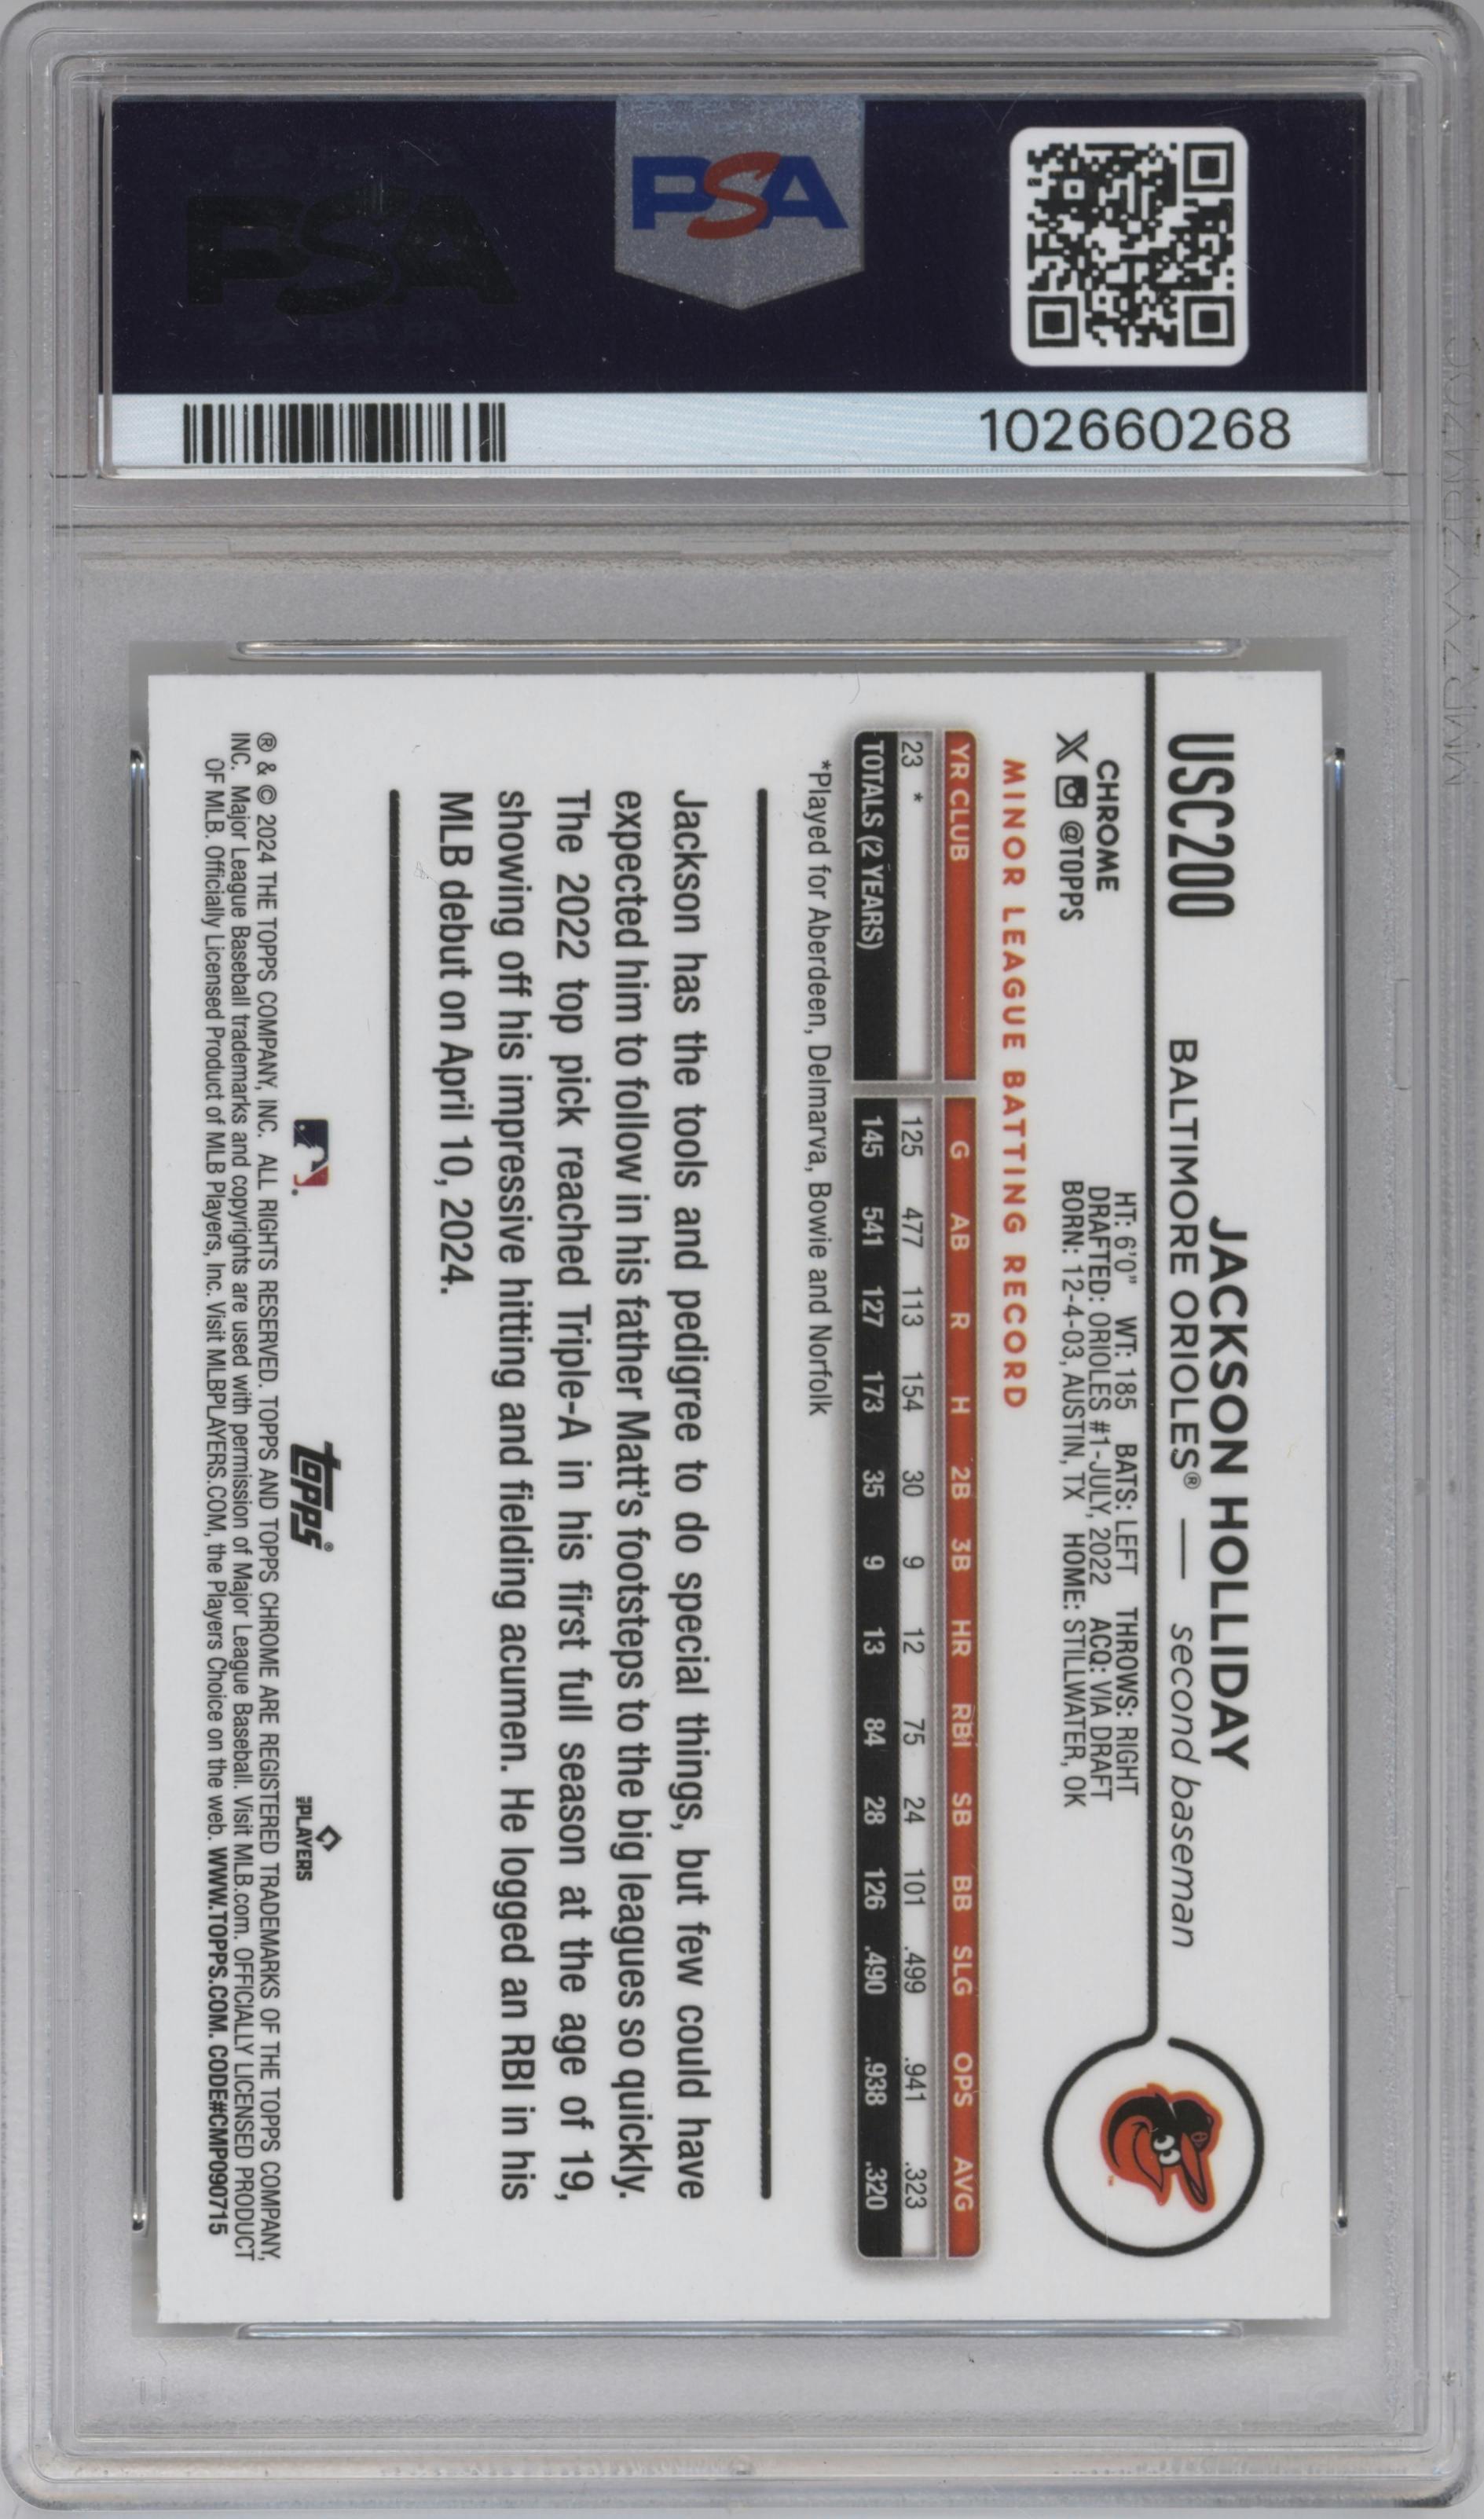 PSA
PSA
102660268
USC200
JACKSON HOLLIDAY
BALTIMORE ORIOLES® — second baseman
CHROME
@TOPPS
HT: 6'0" WT: 185 BATS: LEFT THROWS: RIGHT
DRAFTED: ORIOLES #1-JULY, 2022 ACQ: VIA DRAFT
BORN: 12-4-03, AUSTIN, TX HOME: STILLWATER, OK
MINOR LEAGUE BATTING RECORD
YR CLUB G AB R H 2B 3B HR RBI SB BB SLG OPS AVG
23 * 125 477 113 154 30 9 12 75 24 101 .499 .941 .323
TOTALS (2 YEARS) 145 541 127 173 35 9 13 84 28 126 .490 .938 .320
*Played for Aberdeen, Delmarva, Bowie and Norfolk
Jackson has the tools and pedigree to do special things, but few could have
expected him to follow in his father Matt's footsteps to the big leagues so quickly.
The 2022 top pick reached Triple-A in his first full season at the age of 19,
showing off his impressive hitting and fielding acumen. He logged an RBI in his
MLB debut on April 10, 2024.
topps®
PLAYERS
® & © 2024 THE TOPPS COMPANY, INC. ALL RIGHTS RESERVED. TOPPS AND TOPPS CHROME ARE REGISTERED TRADEMARKS OF THE TOPPS COMPANY,
INC. Major League Baseball trademarks and copyrights are used with permission of Major League Baseball. Visit MLB.com. OFFICIALLY LICENSED PRODUCT
OF MLB. Officially Licensed Product of MLB Players, Inc. Visit MLBPLAYERS.COM, the Players Choice on the web. WWW.TOPPS.COM. CODE#CMP090715